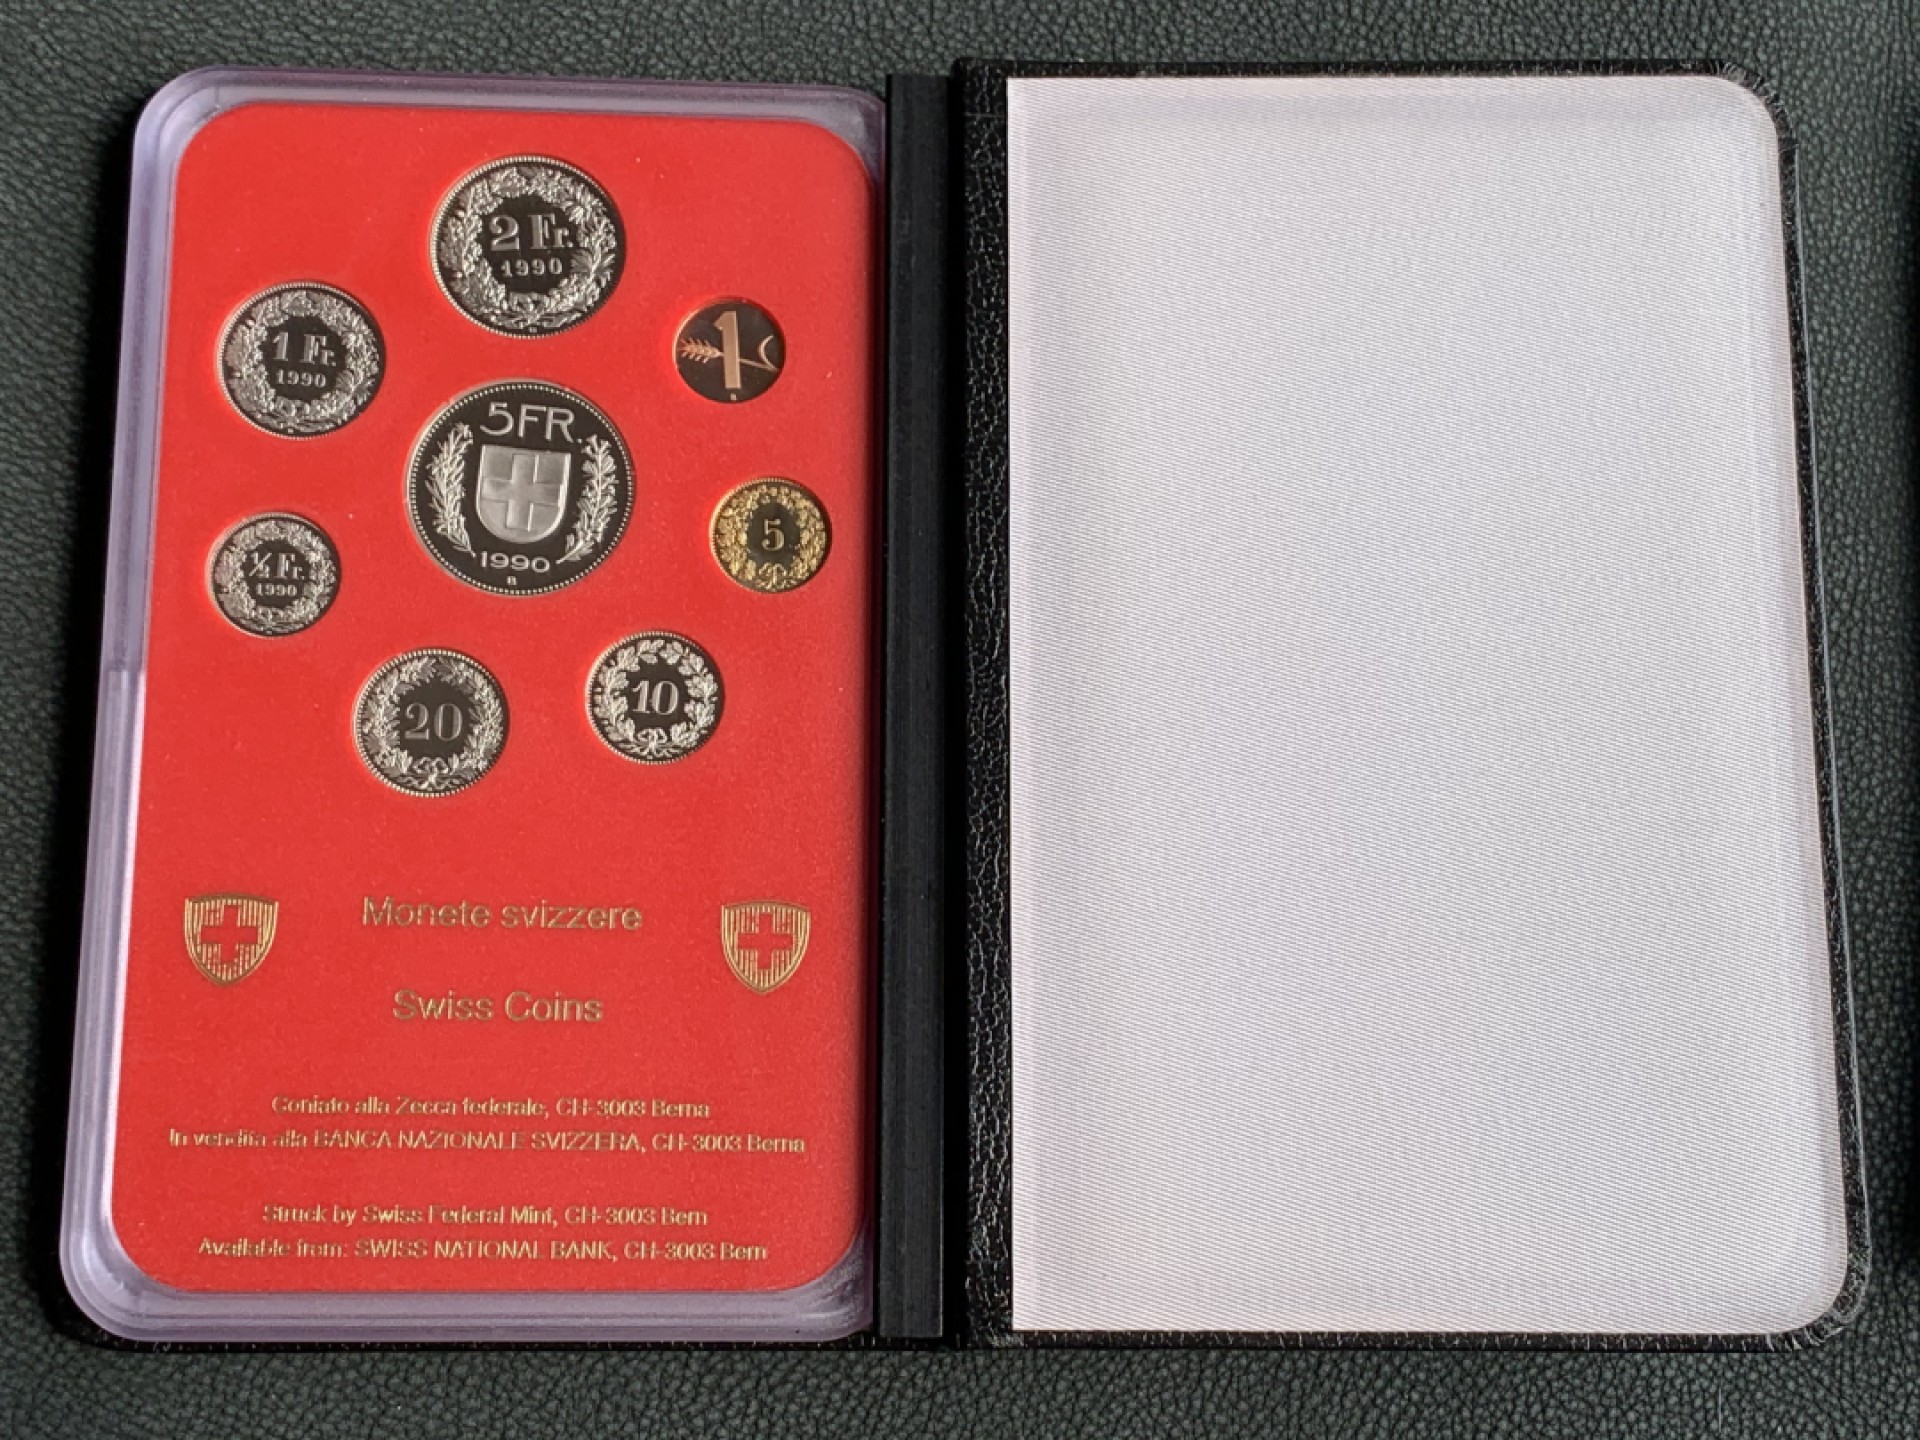 2 Fr.
1990
1 Fr.
1990
1
B
5 FR.
1990
B
5
½ Fr.
1990
20
10
Monete svizzere
Swiss Coins
Coniato alla Zecca federale, CH-3003 Berna
In vendita alla BANCA NAZIONALE SVIZZERA, CH-3003 Berna
Struck by Swiss Federal Mint, CH-3003 Bern
Available from: SWISS NATIONAL BANK, CH-3003 Bern